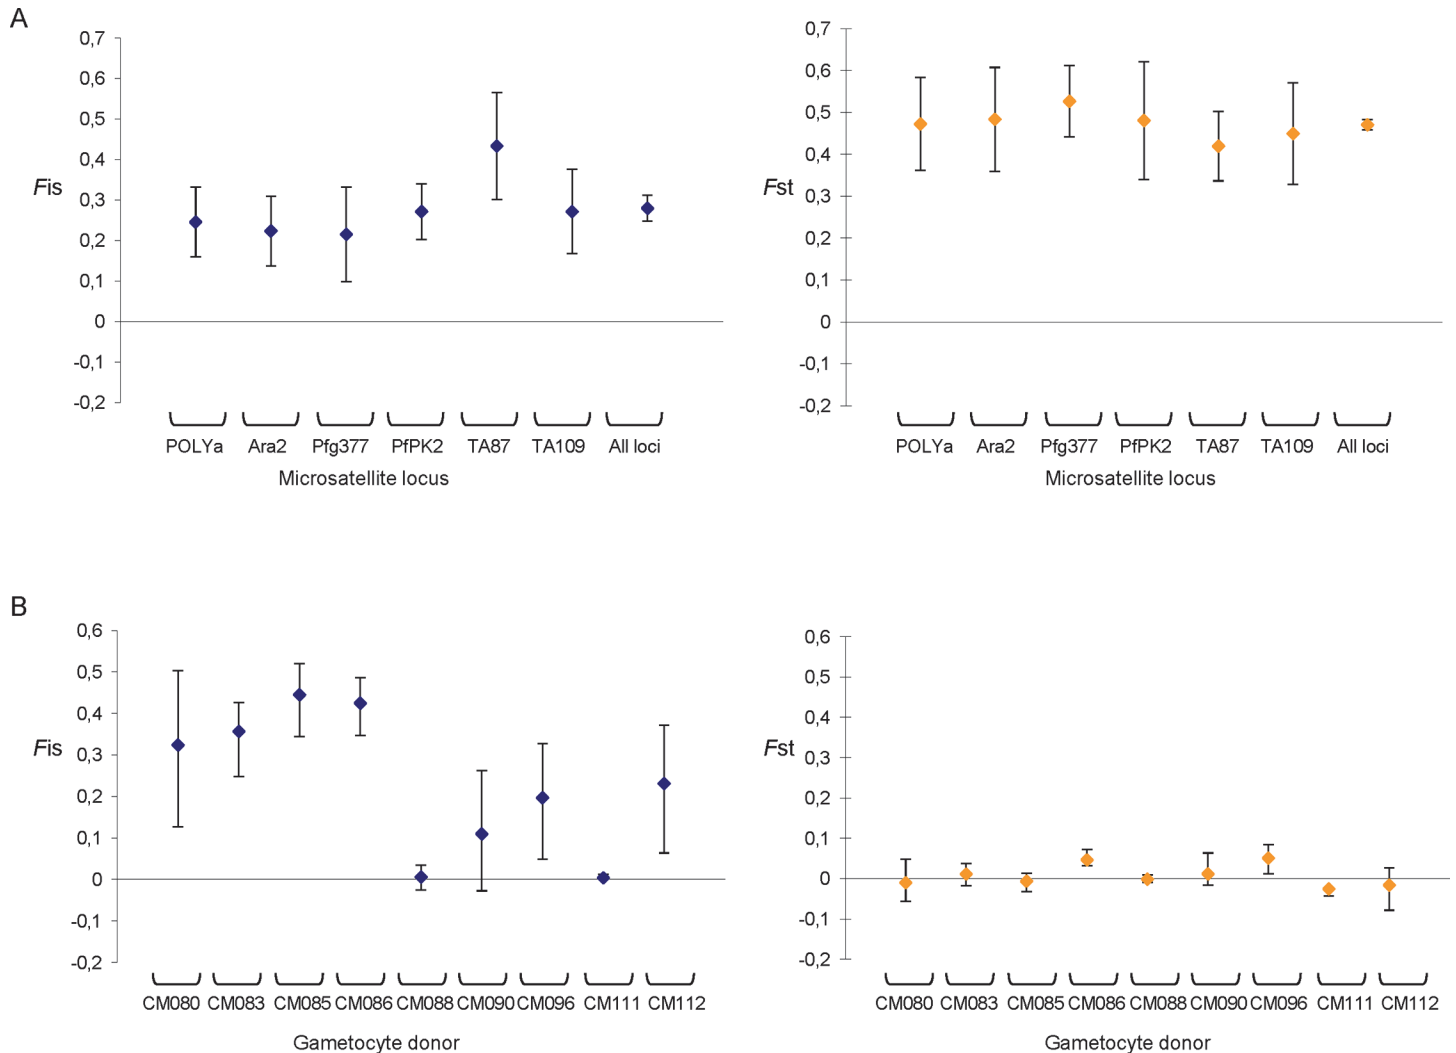 A
0,7
0,6
0,5
0,4
0,3
0,2
0,1
0
-0,1
-0,2
Fis
POLYa Ara2 Pfg377 PfPK2 TA87 TA109 All loci
Microsatellite locus
0,7
0,6
0,5
0,4
0,3
0,2
0,1
0
-0,1
-0,2
Fst
POLYa Ara2 Pfg377 PfPK2 TA87 TA109 All loci
Microsatellite locus
B
0,6
0,5
0,4
0,3
0,2
0,1
0
-0,1
-0,2
Fis
CM080 CM083 CM085 CM086 CM088 CM090 CM096 CM111 CM112
Gametocyte donor
0,6
0,5
0,4
0,3
0,2
0,1
0
-0,1
-0,2
Fst
CM080 CM083 CM085 CM086 CM088 CM090 CM096 CM111 CM112
Gametocyte donor